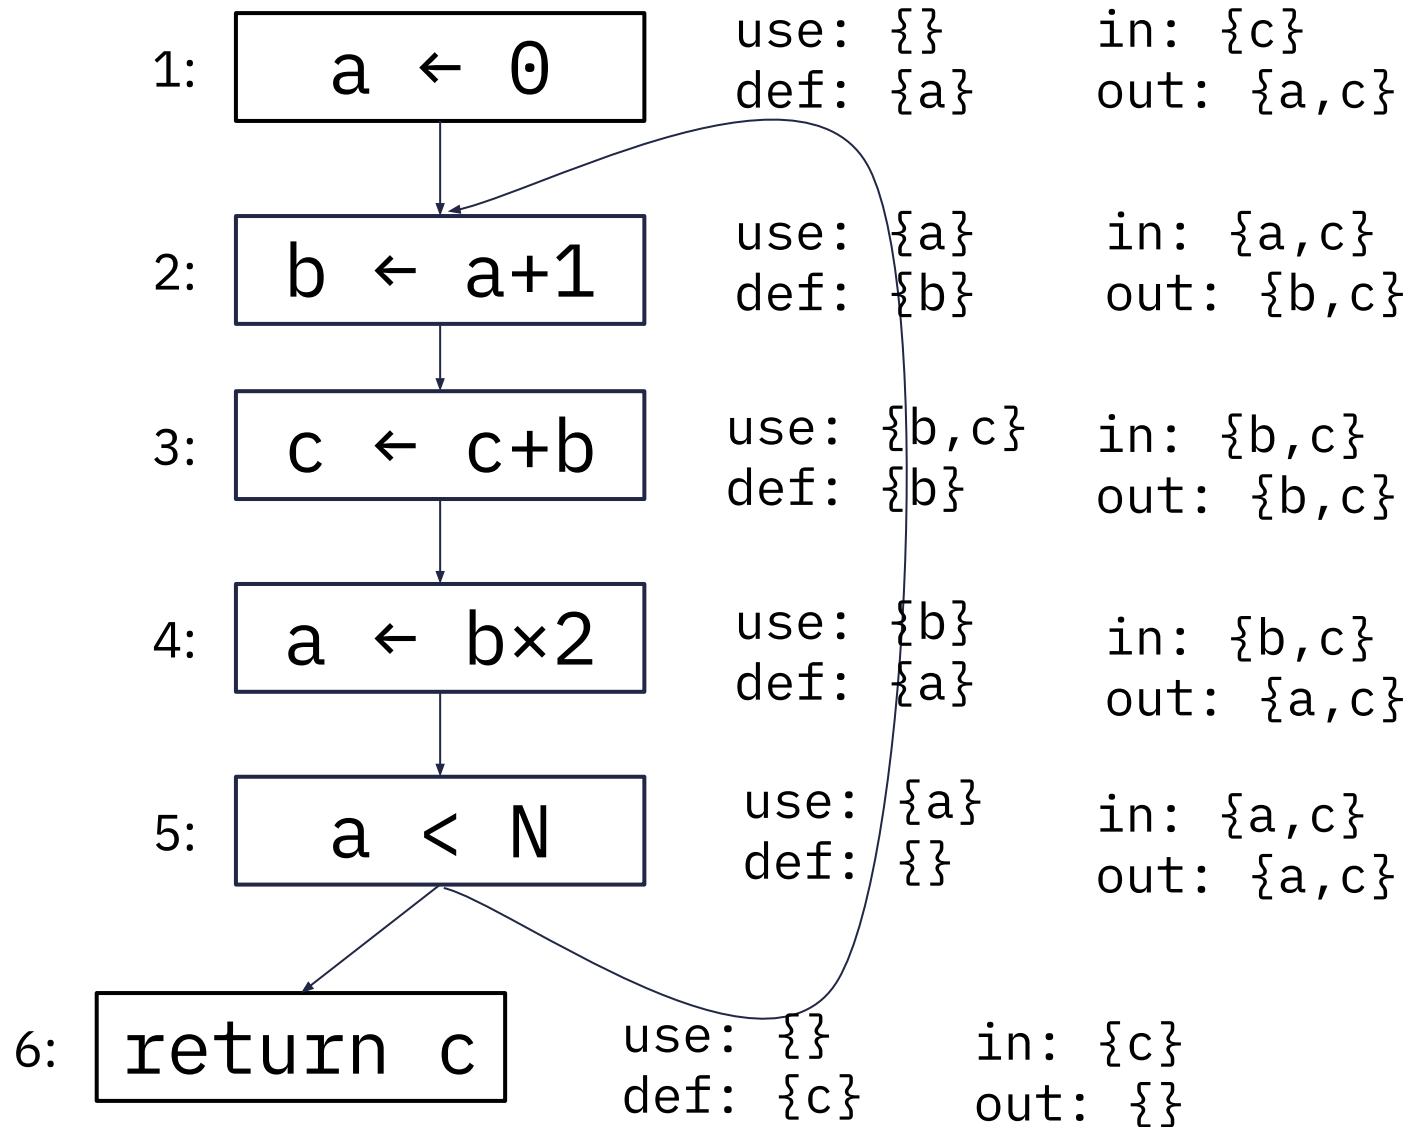 1: a ← 0 use: {} in: {c}
def: {a} out: {a,c}
2: b ← a+1 use: {a} in: {a,c}
def: {b} out: {b,c}
3: c ← c+b use: {b,c} in: {b,c}
def: {b} out: {b,c}
4: a ← b×2 use: {b} in: {b,c}
def: {a} out: {a,c}
5: a < N use: {a} in: {a,c}
def: {} out: {a,c}
6: return c use: {} in: {c}
def: {c} out: {}